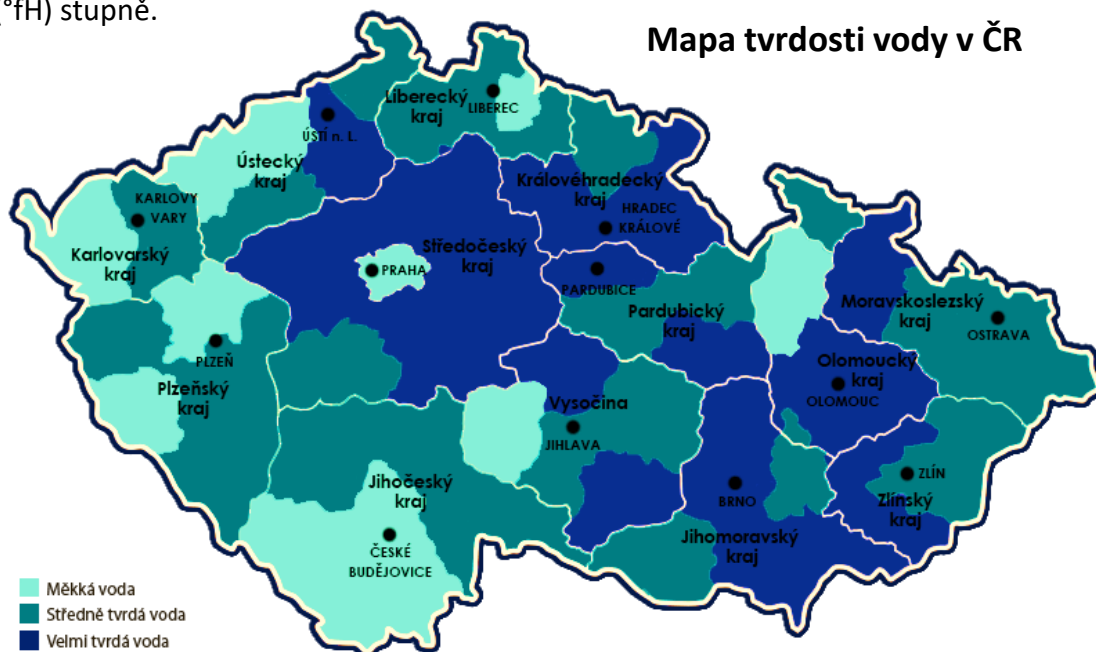 (°fH) stupně.
Mapa tvrdosti vody v ČR
Liberecký
kraj
LIBEREC
ÚSTÍ n. L.
Ústecký
kraj
Královéhradecký
kraj
HRADEC
KRÁLOVÉ
KARLOVY
VARY
Karlovarský
kraj
Středočeský
kraj
PRAHA
PARDUBICE
Pardubický
kraj
Moravskoslezský
kraj
OSTRAVA
PLZEŇ
Plzeňský
kraj
Olomoucký
kraj
OLOMOUC
Vysočina
JIHLAVA
Jihočeský
kraj
BRNO
ZLÍN
Zlínský
kraj
Jihomoravský
kraj
ČESKÉ
BUDĚJOVICE
Měkká voda
Středně tvrdá voda
Velmi tvrdá voda